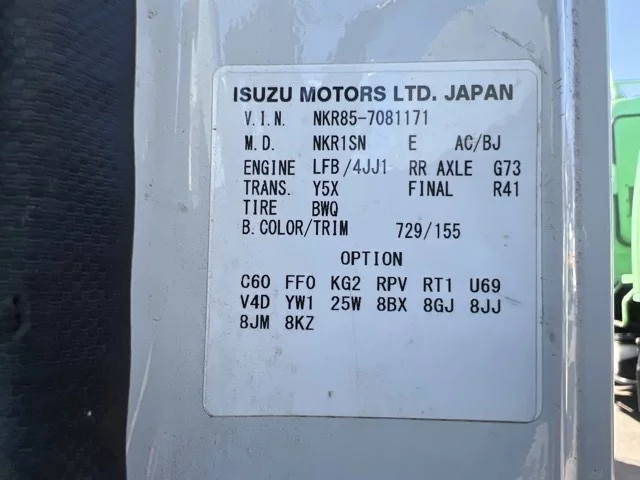 ISUZU MOTORS LTD. JAPAN
V.I.N. NKR85-7081171
M.D. NKR1SN E AC/BJ
ENGINE LFB/4JJ1 RR AXLE G73
TRANS. Y5X FINAL R41
TIRE BWQ
B.COLOR/TRIM 729/155
OPTION
C60 FF0 KG2 RPV RT1 U69
V4D YW1 25W 8BX 8GJ 8JJ
8JM 8KZ